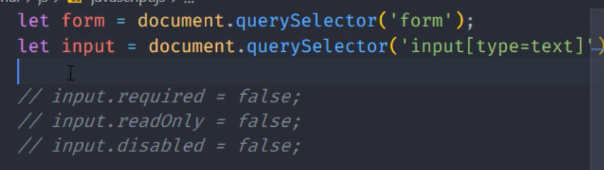 let form = document.querySelector('form');
let input = document.querySelector('input[type=text]')
// input.required = false;
// input.readOnly = false;
// input.disabled = false;